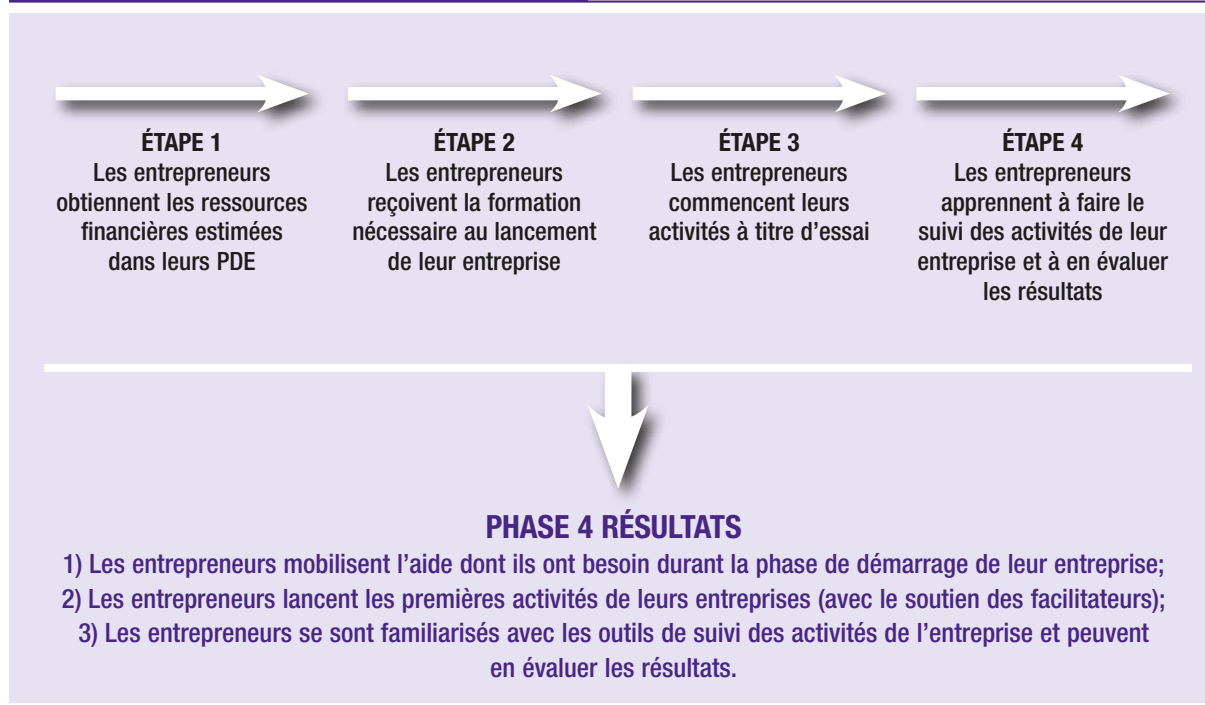 ÉTAPE 1
Les entrepreneurs
obtiennent les ressources
financières estimées
dans leurs PDE
ÉTAPE 2
Les entrepreneurs
reçoivent la formation
nécessaire au lancement
de leur entreprise
ÉTAPE 3
Les entrepreneurs
commencent leurs
activités à titre d’essai
ÉTAPE 4
Les entrepreneurs
apprennent à faire le
suivi des activités de leur
entreprise et à en évaluer
les résultats
PHASE 4 RÉSULTATS
1) Les entrepreneurs mobilisent l’aide dont ils ont besoin durant la phase de démarrage de leur entreprise;
2) Les entrepreneurs lancent les premières activités de leurs entreprises (avec le soutien des facilitateurs);
3) Les entrepreneurs se sont familiarisés avec les outils de suivi des activités de l’entreprise et peuvent
en évaluer les résultats.